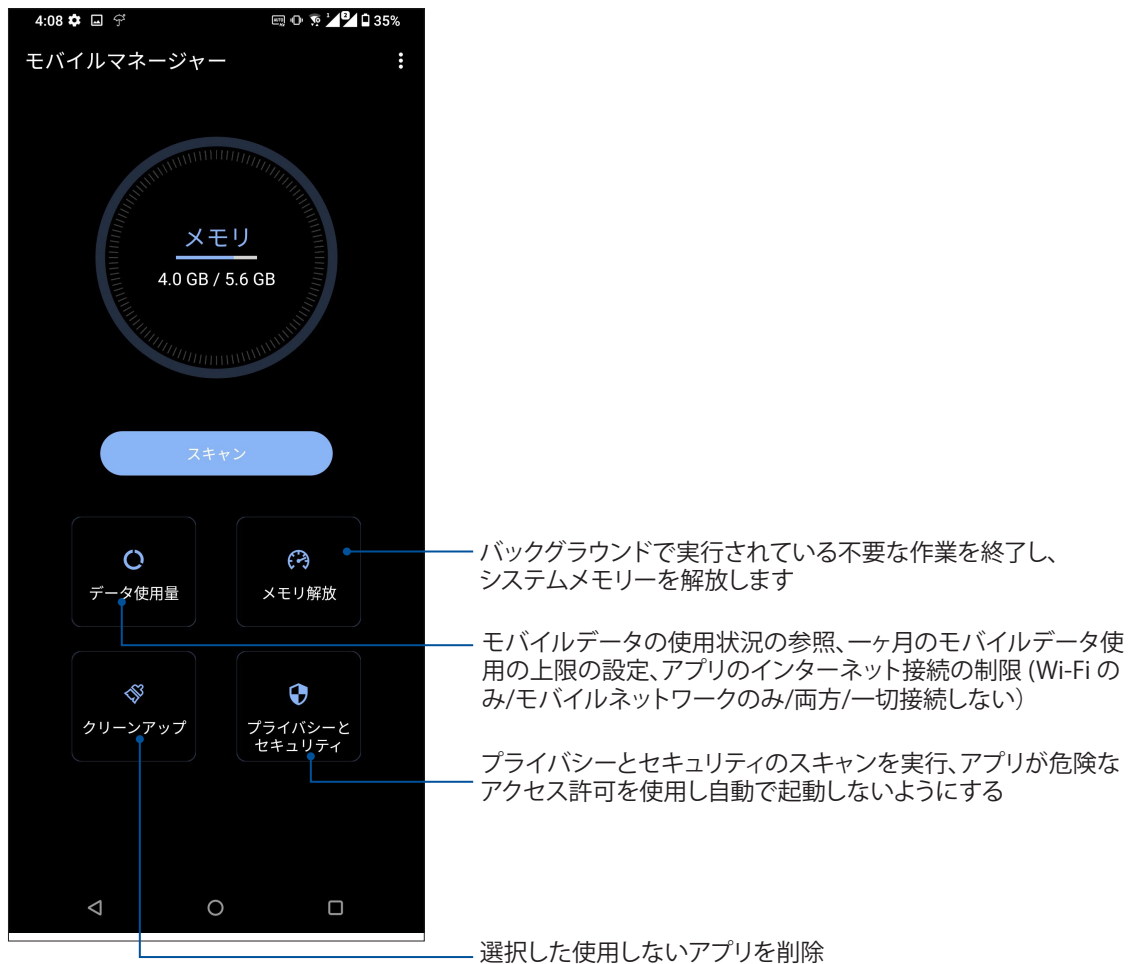 4:08
35%
モバイルマネージャー
メモリ
4.0 GB / 5.6 GB
スキャン
データ使用量
メモリ解放
クリーンアップ
プライバシーと
セキュリティ
バックグラウンドで実行されている不要な作業を終了し、
システムメモリーを解放します
モバイルデータの使用状況の参照、一ヶ月のモバイルデータ使
用の上限の設定、アプリのインターネット接続の制限 (Wi-Fi の
み/モバイルネットワークのみ/両方/一切接続しない）
プライバシーとセキュリティのスキャンを実行、アプリが危険な
アクセス許可を使用し自動で起動しないようにする
選択した使用しないアプリを削除